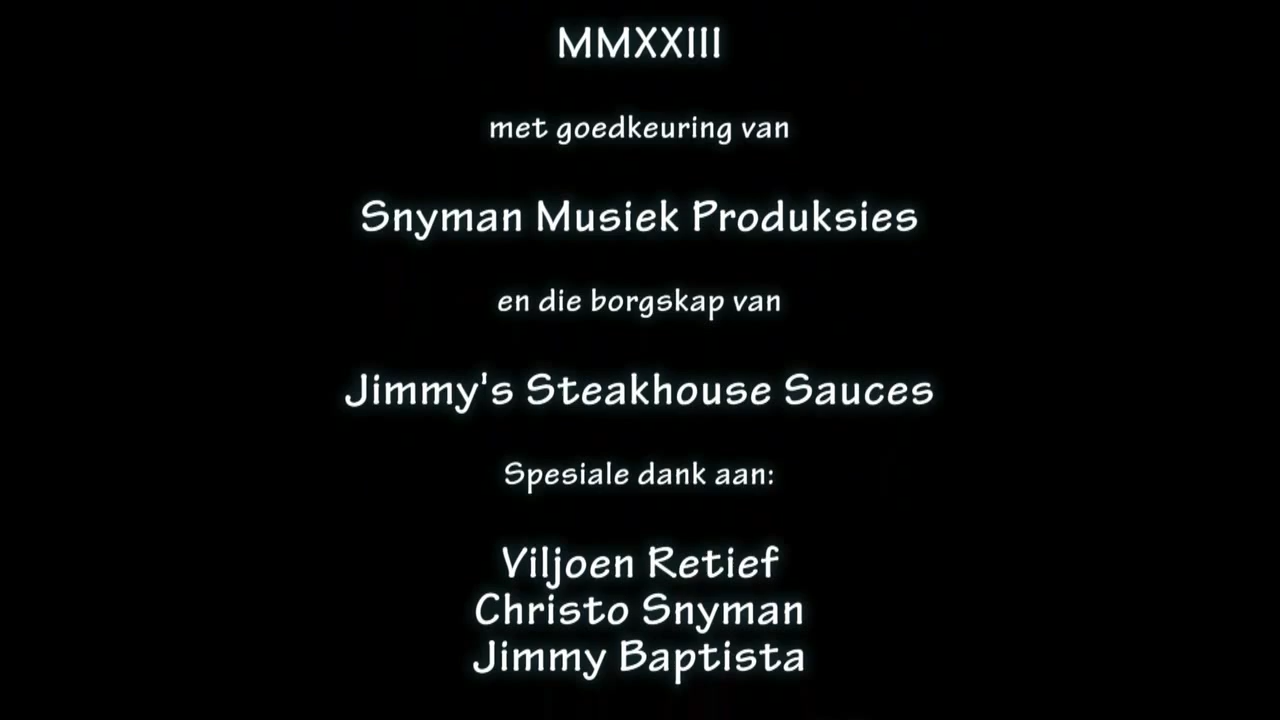 MMXXIII
met goedkeuring van
Snyman Musiek Produksies
en die borgskap van
Jimmy's Steakhouse Sauces
Spesiale dank aan:
Viljoen Retief
Christo Snyman
Jimmy Baptista